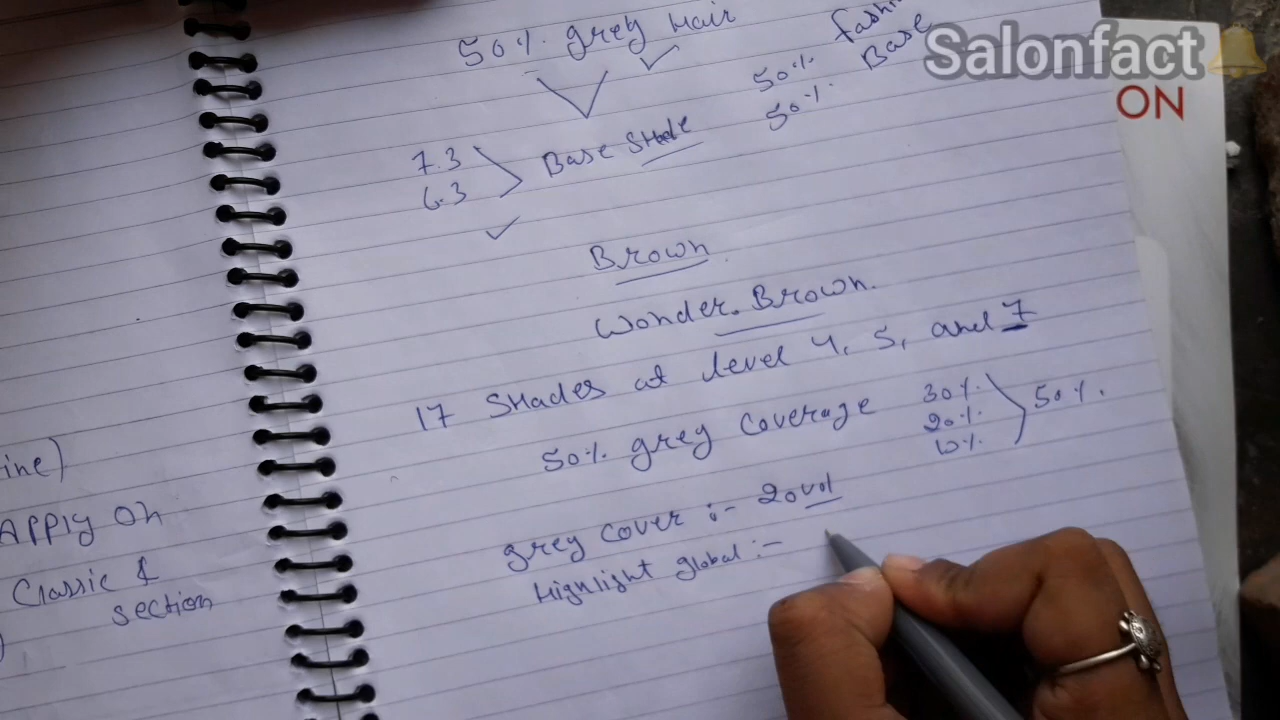 50% grey Hair
50% Fashi
50% Base
7.3
6.3
Base Shade
Brown
Wonder Brown.
17 Shades at level 4, 5, and 7
50% grey coverage
30%
20%
10%
50%.
grey cover :- 20vol
Highlight global :-
ine)
Apply on
Classic &
section
)
Salonfact
ON